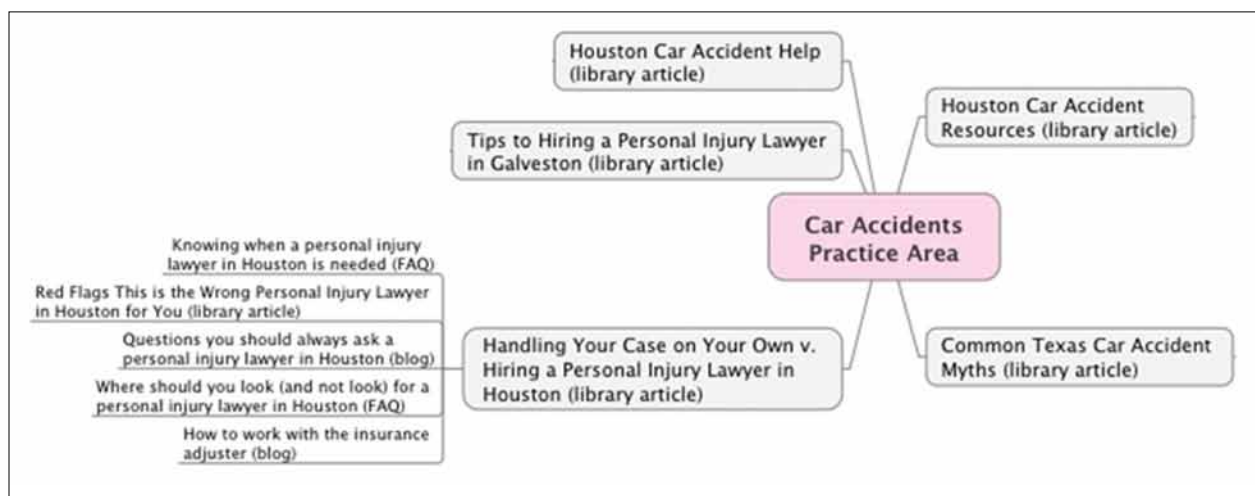 Houston Car Accident Help
(library article)
Houston Car Accident
Resources (library article)
Tips to Hiring a Personal Injury Lawyer
in Galveston (library article)
Car Accidents
Practice Area
Knowing when a personal injury
lawyer in Houston is needed (FAQ)
Red Flags This is the Wrong Personal Injury Lawyer
in Houston for You (library article)
Questions you should always ask a
personal injury lawyer in Houston (blog)
Where should you look (and not look) for a
personal injury lawyer in Houston (FAQ)
How to work with the insurance
adjuster (blog)
Handling Your Case on Your Own v.
Hiring a Personal Injury Lawyer in
Houston (library article)
Common Texas Car Accident
Myths (library article)